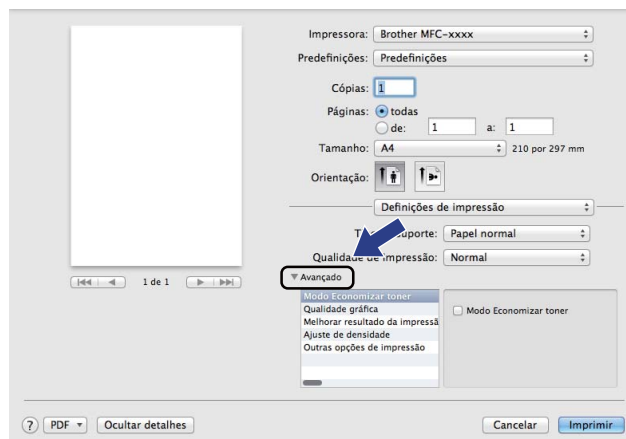 Impressora: Brother MFC-xxxx
Predefinições: Predefinições
Cópias: 1
Páginas: todas
de: 1 a: 1
Tamanho: A4 210 por 297 mm
Orientação:
Definições de impressão
uporte: Papel normal
Qualidade de impressão: Normal
1 de 1
Avançado
Modo Economizar toner
Qualidade gráfica
Melhorar resultado da impressã
Ajuste de densidade
Outras opções de impressão
Modo Economizar toner
? PDF Ocultar detalhes Cancelar Imprimir